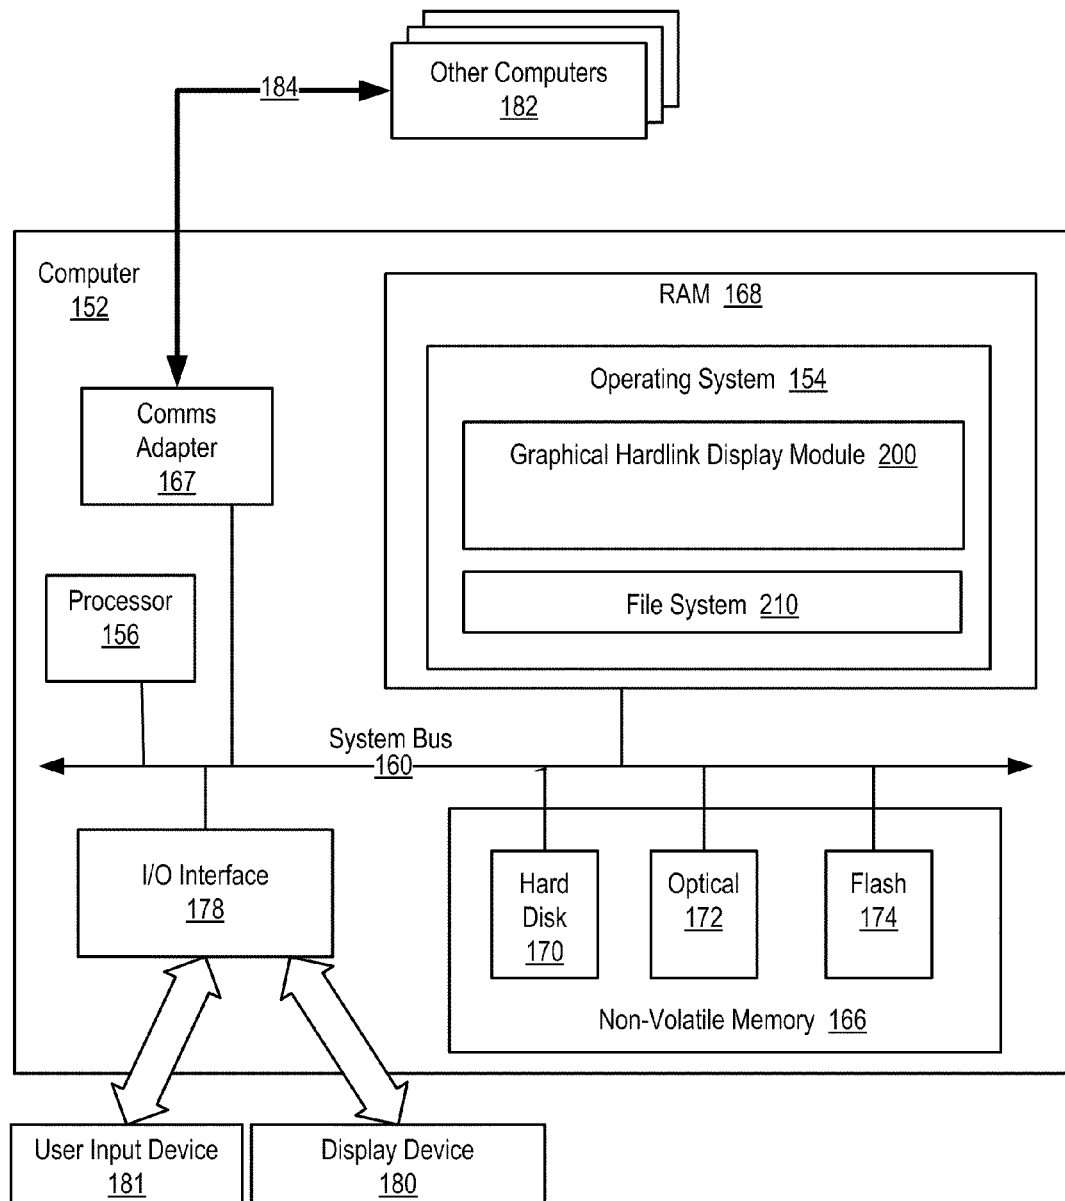 Other Computers
182
184
Computer
152
RAM 168
Operating System 154
Graphical Hardlink Display Module 200
File System 210
Comms
Adapter
167
Processor
156
System Bus
160
I/O Interface
178
Hard
Disk
170
Optical
172
Flash
174
Non-Volatile Memory 166
User Input Device
181
Display Device
180